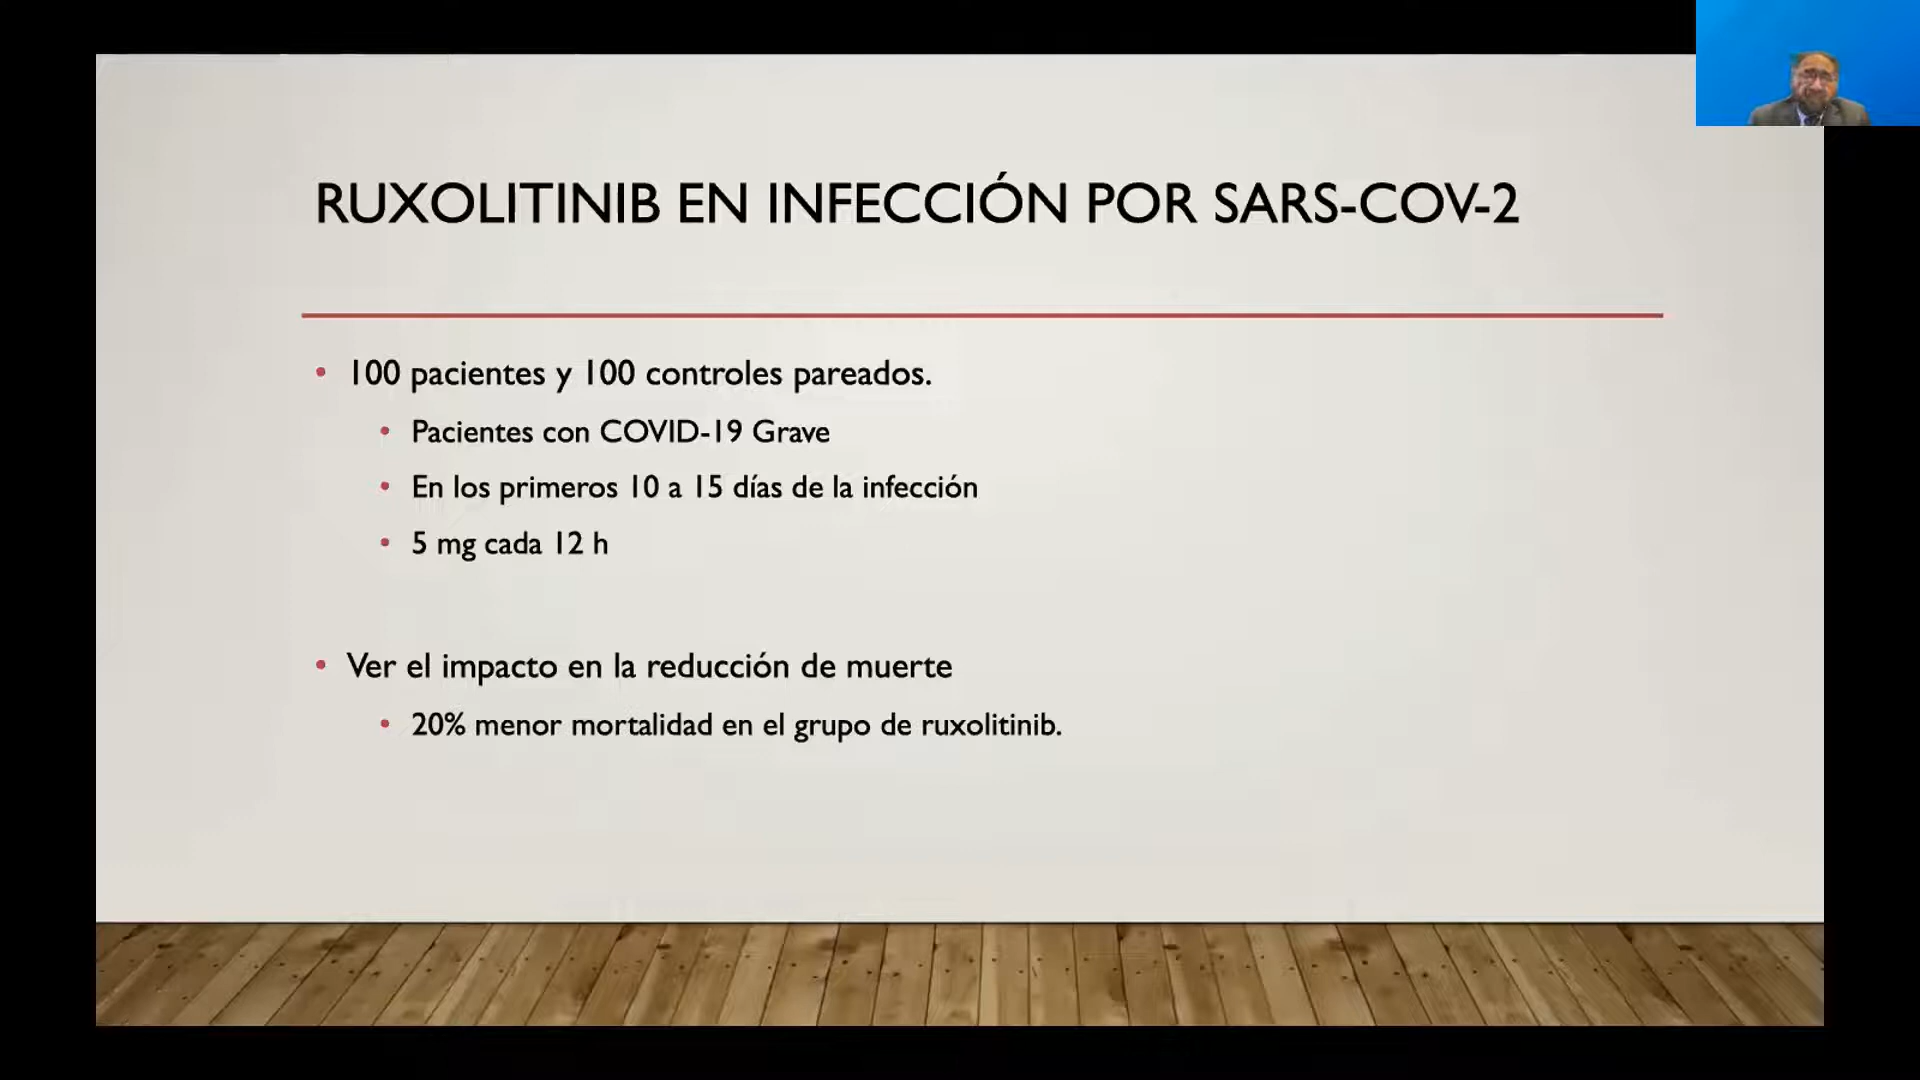 RUXOLITINIB EN INFECCIÓN POR SARS-COV-2
• 100 pacientes y 100 controles pareados.
• Pacientes con COVID-19 Grave
• En los primeros 10 a 15 días de la infección
• 5 mg cada 12 h
• Ver el impacto en la reducción de muerte
• 20% menor mortalidad en el grupo de ruxolitinib.